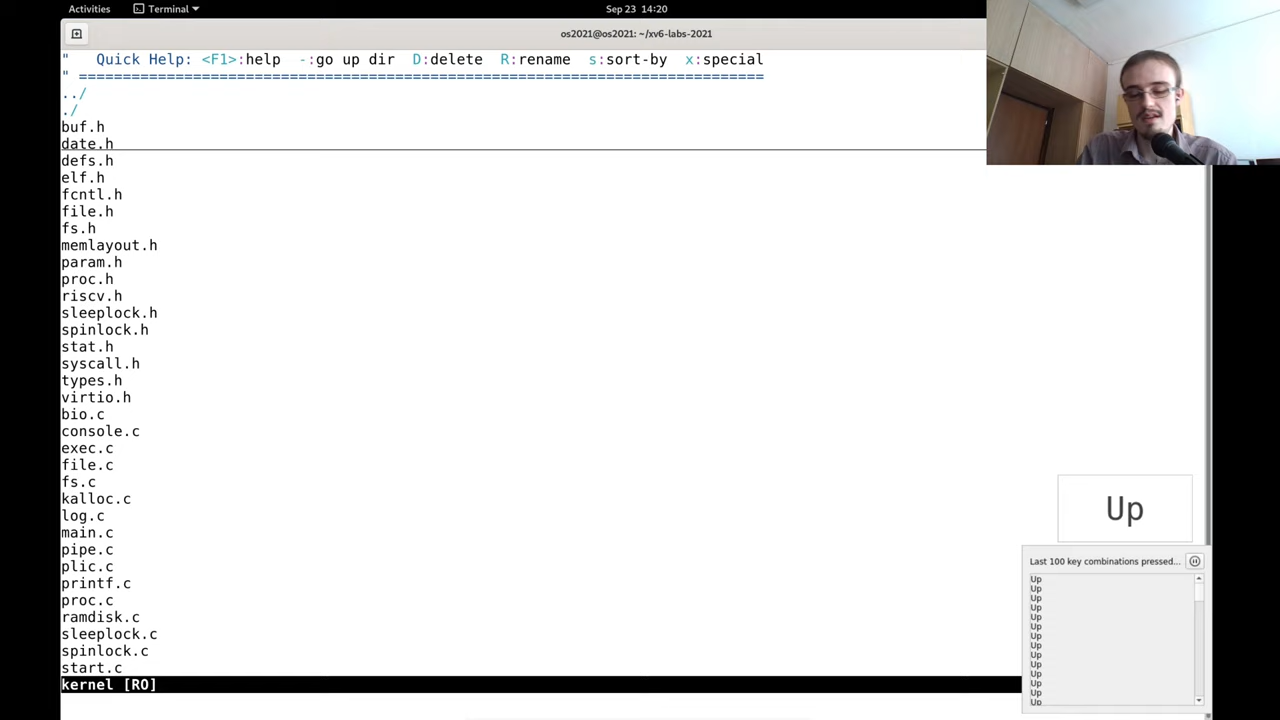 Activities Terminal Sep 23 14:20
os2021@os2021: ~/xv6-labs-2021
"   Quick Help: <F1>:help  -:go up dir  D:delete  R:rename  s:sort-by  x:special
" ==============================================================================
../
./
buf.h
date.h
defs.h
elf.h
fcntl.h
file.h
fs.h
memlayout.h
param.h
proc.h
riscv.h
sleeplock.h
spinlock.h
stat.h
syscall.h
types.h
virtio.h
bio.c
console.c
exec.c
file.c
fs.c
kalloc.c
log.c
main.c
pipe.c
plic.c
printf.c
proc.c
ramdisk.c
sleeplock.c
spinlock.c
start.c
kernel [RO]
Up
Last 100 key combinations pressed...
Up
Up
Up
Up
Up
Up
Up
Up
Up
Up
Up
Up
Up
Up